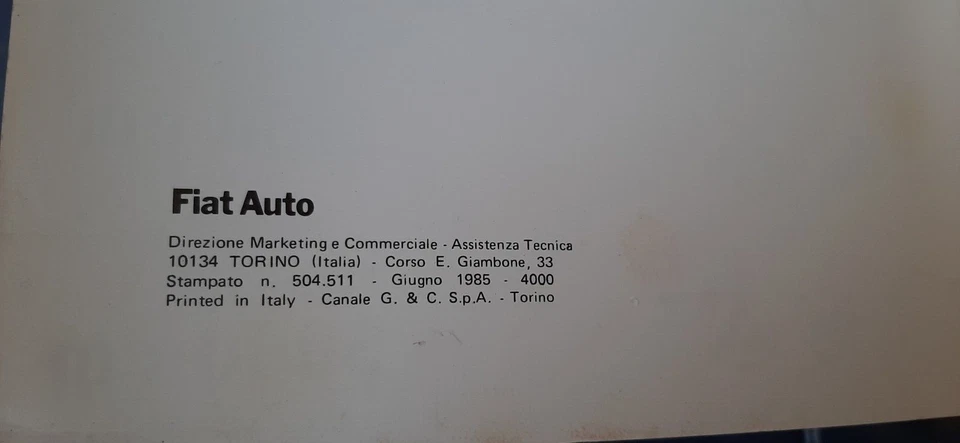 Fiat Auto
Direzione Marketing e Commerciale - Assistenza Tecnica
10134 TORINO (Italia) - Corso E. Giambone, 33
Stampato n. 504.511 - Giugno 1985 - 4000
Printed in Italy - Canale G. & C. S.p.A. - Torino